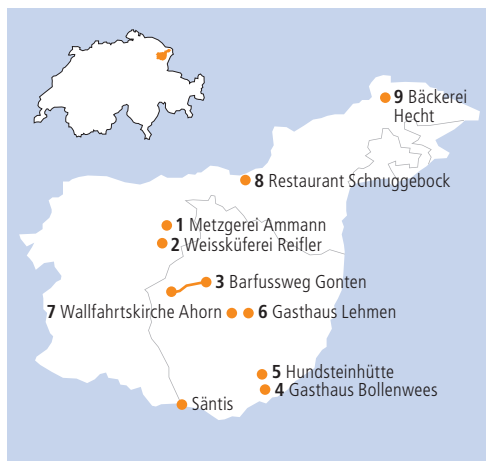 9 Bäckerei
Hecht
8 Restaurant Schnuggebock
1 Metzgerei Ammann
2 Weissküferei Reifler
3 Barfussweg Gonten
7 Wallfahrtskirche Ahorn
6 Gasthaus Lehmen
5 Hundsteinhütte
4 Gasthaus Bollenwees
Säntis